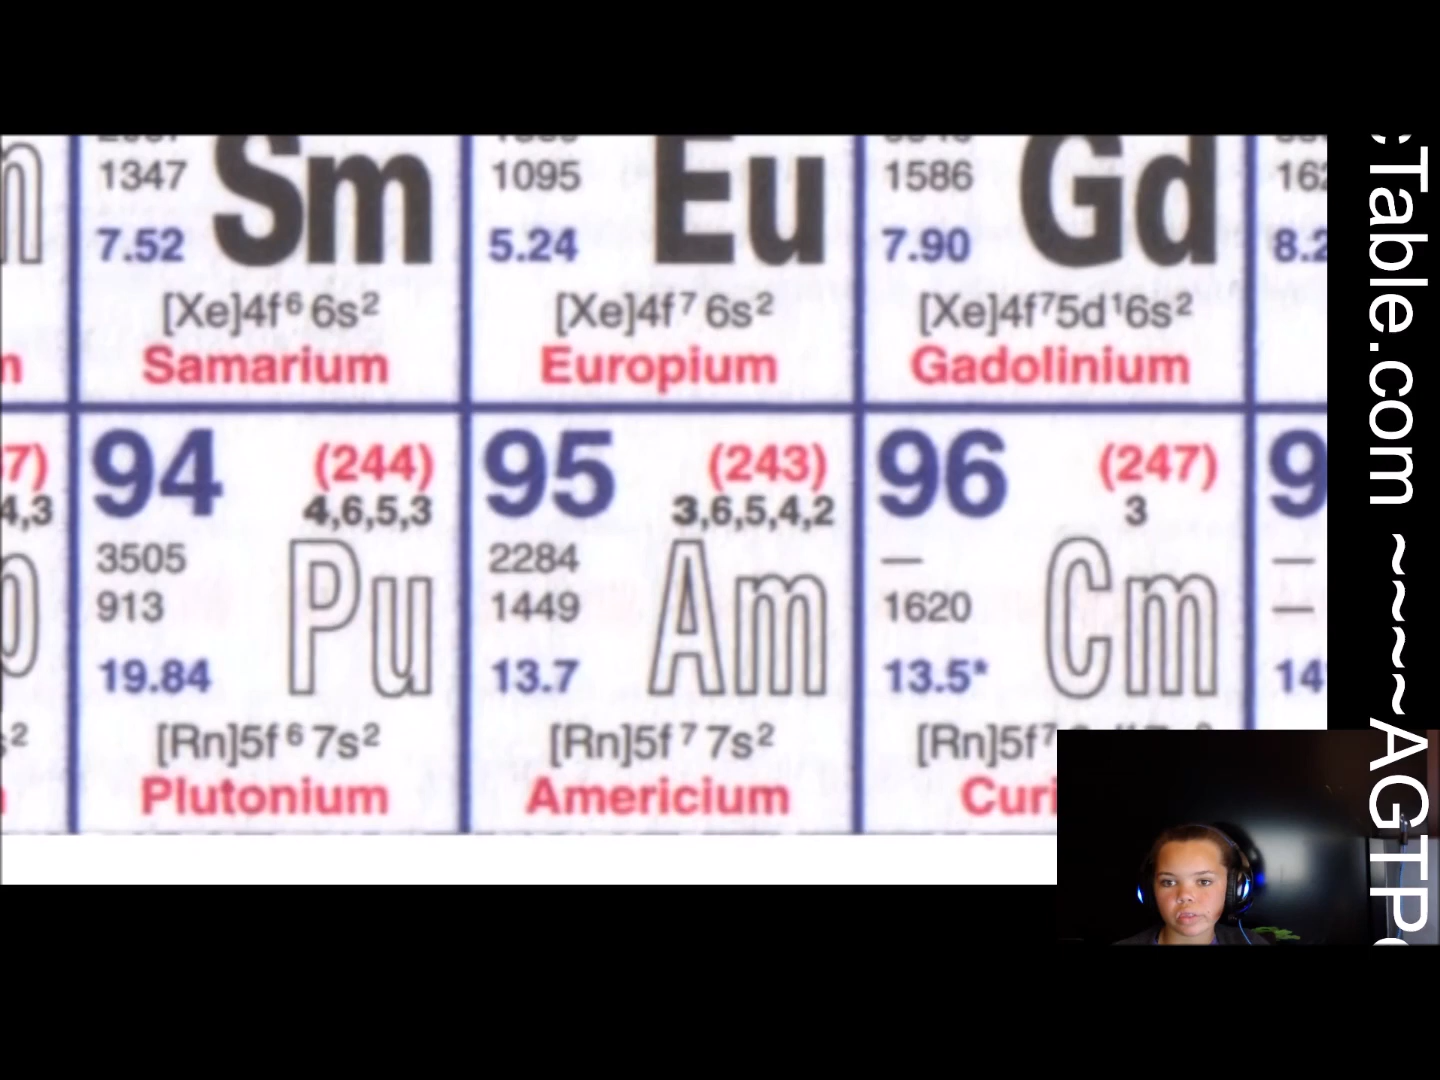 1347 Sm
7.52
[Xe]4f⁶6s²
Samarium
1095 Eu
5.24
[Xe]4f⁷6s²
Europium
1586 Gd
7.90
[Xe]4f⁷5d¹6s²
Gadolinium
94 (244)
4,6,5,3
3505
913 Pu
19.84
[Rn]5f⁶7s²
Plutonium
95 (243)
3,6,5,4,2
2284
1449 Am
13.7
[Rn]5f⁷7s²
Americium
96 (247)
3
—
1620 Cm
13.5*
[Rn]5f⁷
Table.com ~~~~~AGTP